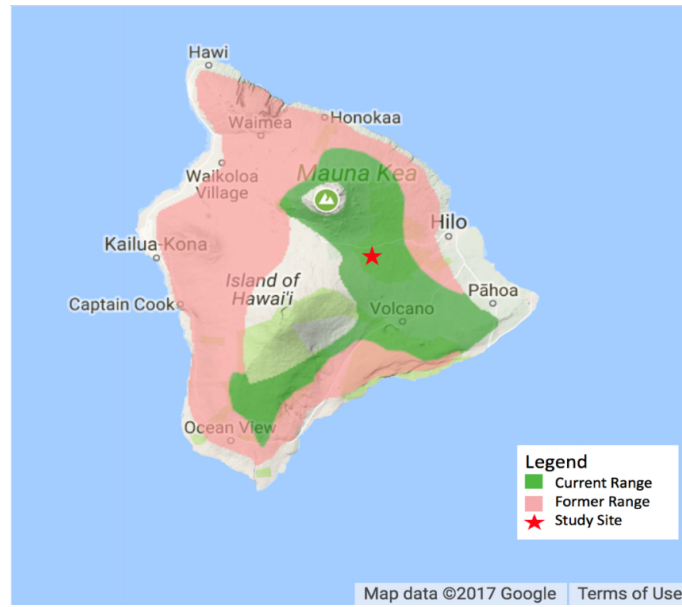 Hawi
Honokaa
Waimea
Waikoloa
Village
Mauna Kea
Hilo
Kailua-Kona
Island of
Hawai'i
Pāhoa
Captain Cook
Volcano
Ocean View
Legend
Current Range
Former Range
Study Site
Map data ©2017 Google
Terms of Use